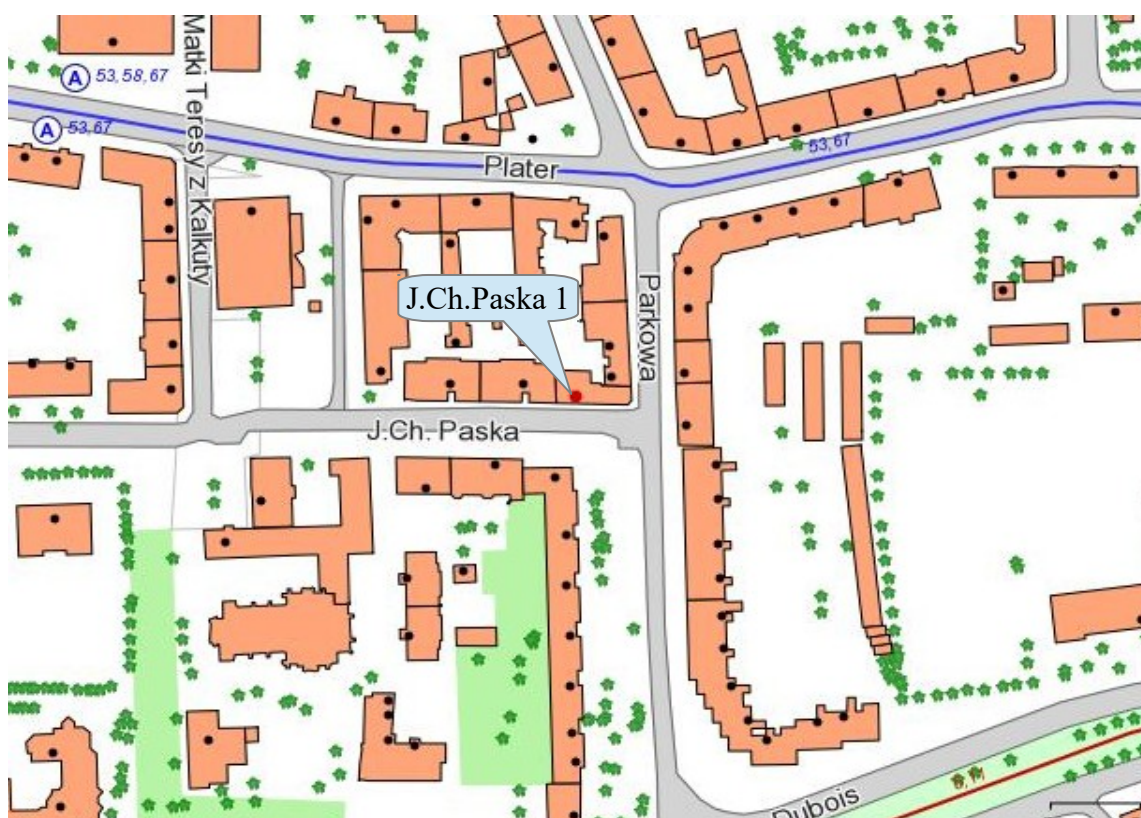 Matki Teresy z Kalkuty
A 53, 58, 67
A 53,67
53,67
Plater
J.Ch.Paska 1
Parkowa
J.Ch. Paska
Dubois